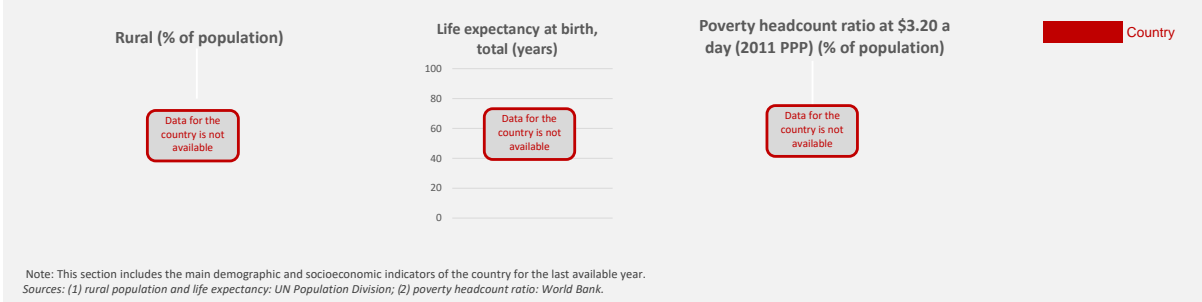 Rural (% of population)
Data for the
country is not
available
Life expectancy at birth,
total (years)
100
80
60
40
20
0
Data for the
country is not
available
Poverty headcount ratio at $3.20 a
day (2011 PPP) (% of population)
Data for the
country is not
available
Country
Note: This section includes the main demographic and socioeconomic indicators of the country for the last available year.
Sources: (1) rural population and life expectancy: UN Population Division; (2) poverty headcount ratio: World Bank.